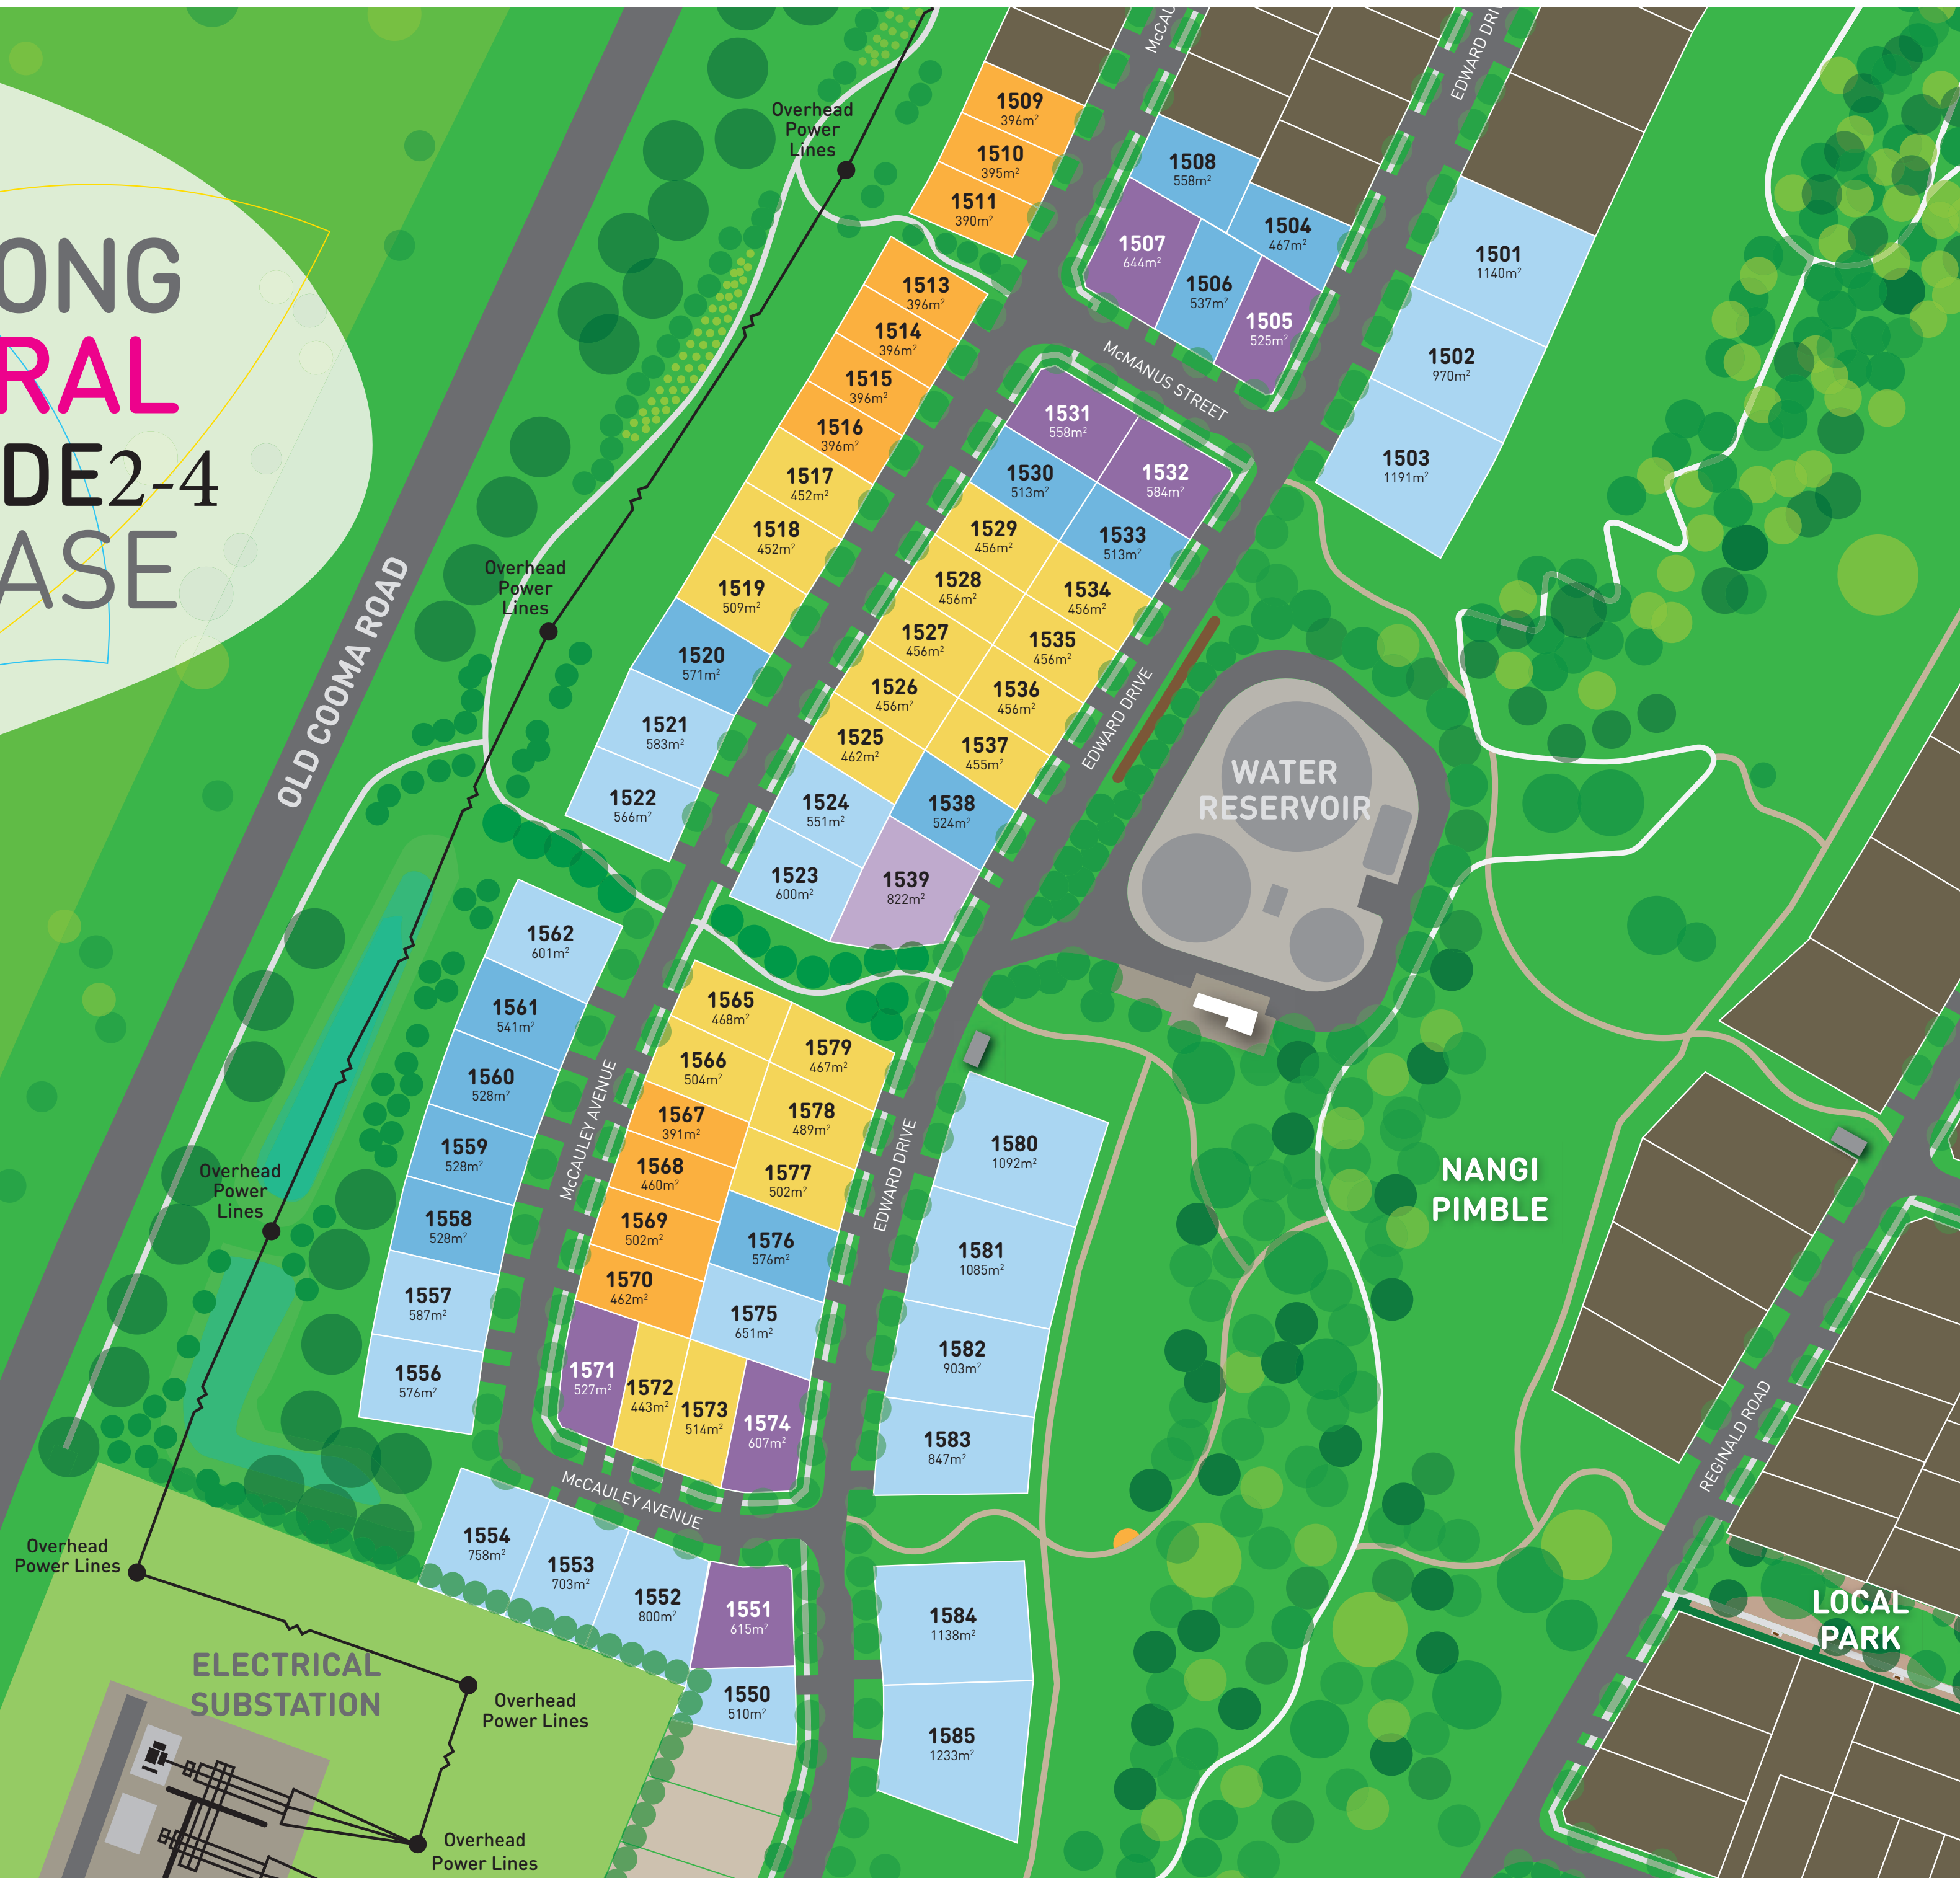 ONG
RAL
DE2-4
ASE
OLD COOMA ROAD
Overhead
Power
Lines
1509
396m²
1510
395m²
1511
390m²
1508
558m²
1504
467m²
1507
644m²
1506
537m²
1505
525m²
1501
1140m²
1502
970m²
1503
1191m²
McCAU
EDWARD DRI
McMANUS STREET
1513
396m²
1514
396m²
1515
396m²
1516
396m²
1517
452m²
1518
452m²
1519
509m²
1520
571m²
1521
583m²
1522
566m²
1531
558m²
1532
584m²
1530
513m²
1533
513m²
1529
456m²
1534
456m²
1528
456m²
1535
456m²
1527
456m²
1536
456m²
1526
456m²
1537
455m²
1525
462m²
1538
524m²
1524
551m²
1539
822m²
1523
600m²
Overhead
Power
Lines
EDWARD DRIVE
WATER
RESERVOIR
1562
601m²
1561
541m²
1560
528m²
1559
528m²
1558
528m²
1557
587m²
1556
576m²
McCAULEY AVENUE
1565
468m²
1579
467m²
1566
504m²
1578
489m²
1567
391m²
1577
502m²
1568
460m²
1569
502m²
1576
576m²
1570
462m²
1575
651m²
1571
527m²
1572
443m²
1573
514m²
1574
607m²
EDWARD DRIVE
1580
1092m²
1581
1085m²
1582
903m²
1583
847m²
NANGI
PIMBLE
Overhead
Power
Lines
McCAULEY AVENUE
1554
758m²
1553
703m²
1552
800m²
1551
615m²
1550
510m²
1584
1138m²
1585
1233m²
REGINALD ROAD
LOCAL
PARK
Overhead
Power Lines
ELECTRICAL
SUBSTATION
Overhead
Power Lines
Overhead
Power Lines